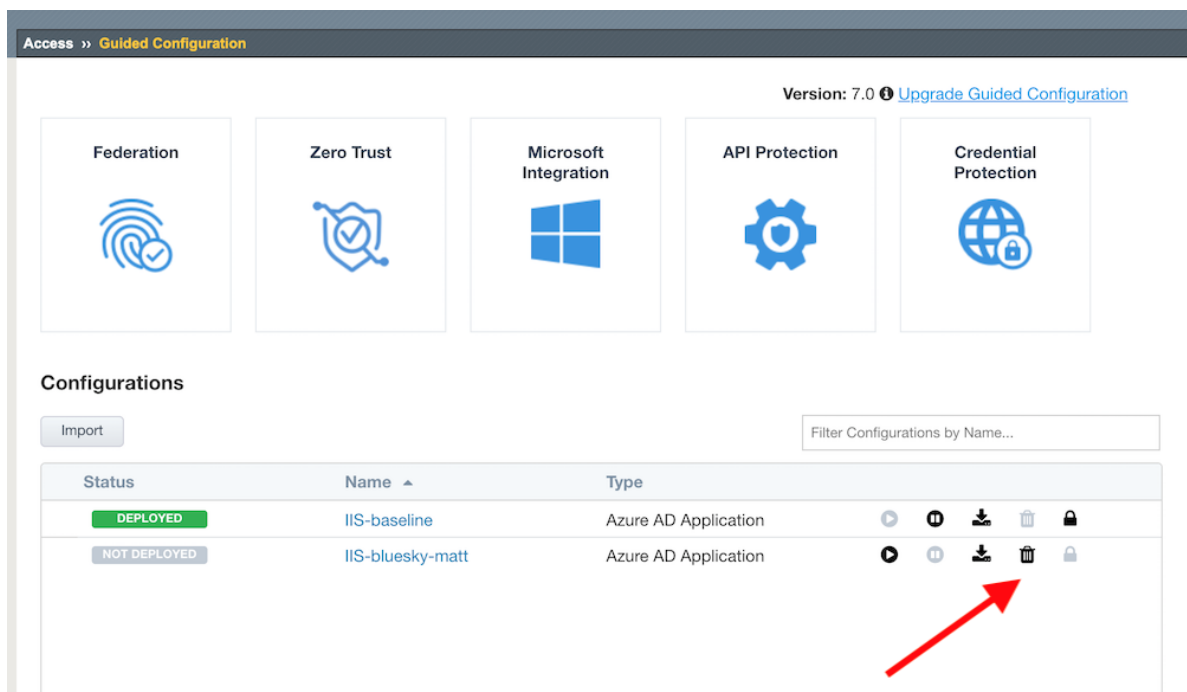 Access ›› Guided Configuration
Version: 7.0 Upgrade Guided Configuration
Federation
Zero Trust
Microsoft
Integration
API Protection
Credential
Protection
Configurations
Import
Filter Configurations by Name...
Status Name Type
DEPLOYED IIS-baseline Azure AD Application
NOT DEPLOYED IIS-bluesky-matt Azure AD Application